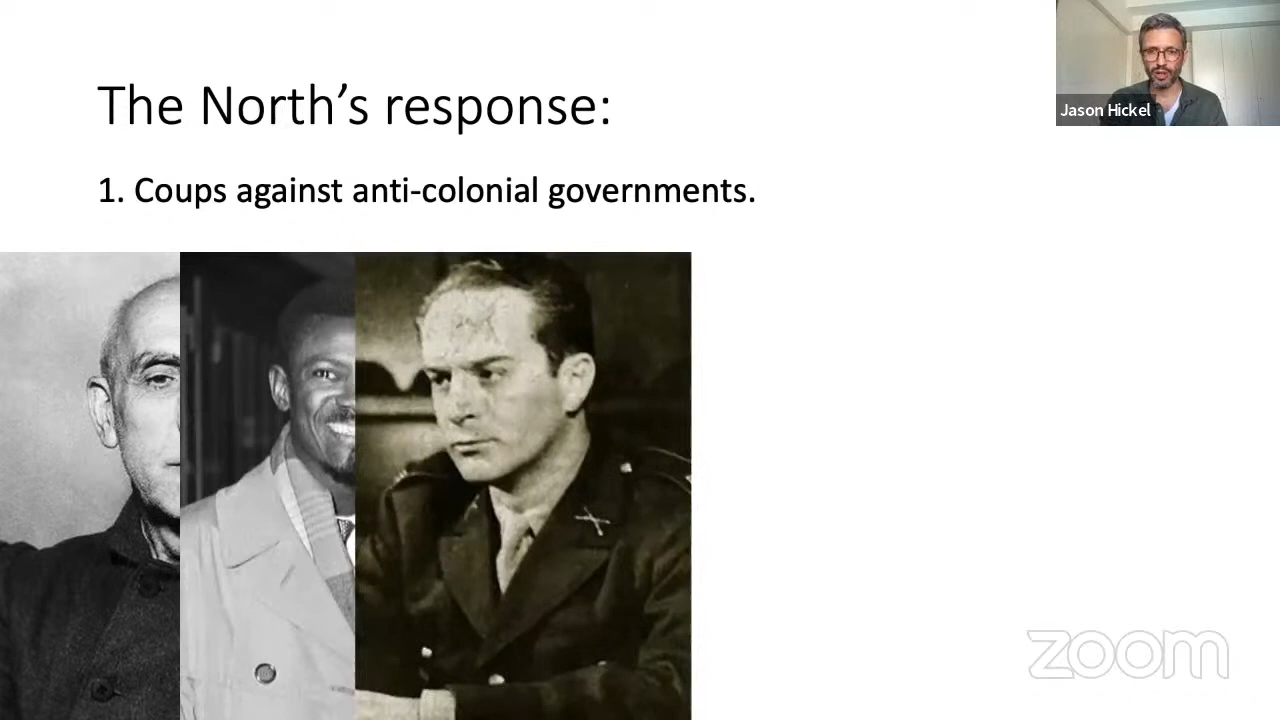 The North's response:
Jason Hickel
1. Coups against anti-colonial governments.
zoom